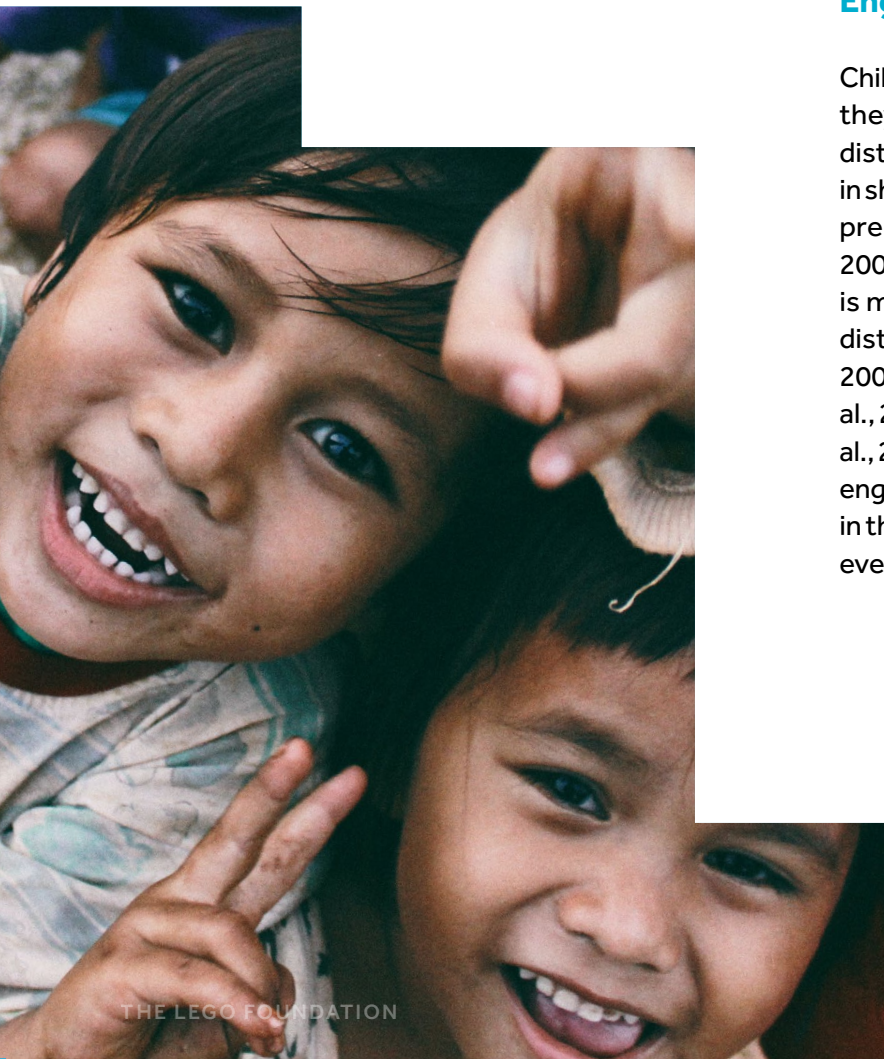 Eng
Chil
the
dist
in sh
pre
200
is m
dist
200
al., 2
al., 2
eng
in th
eve
THE LEGO FOUNDATION